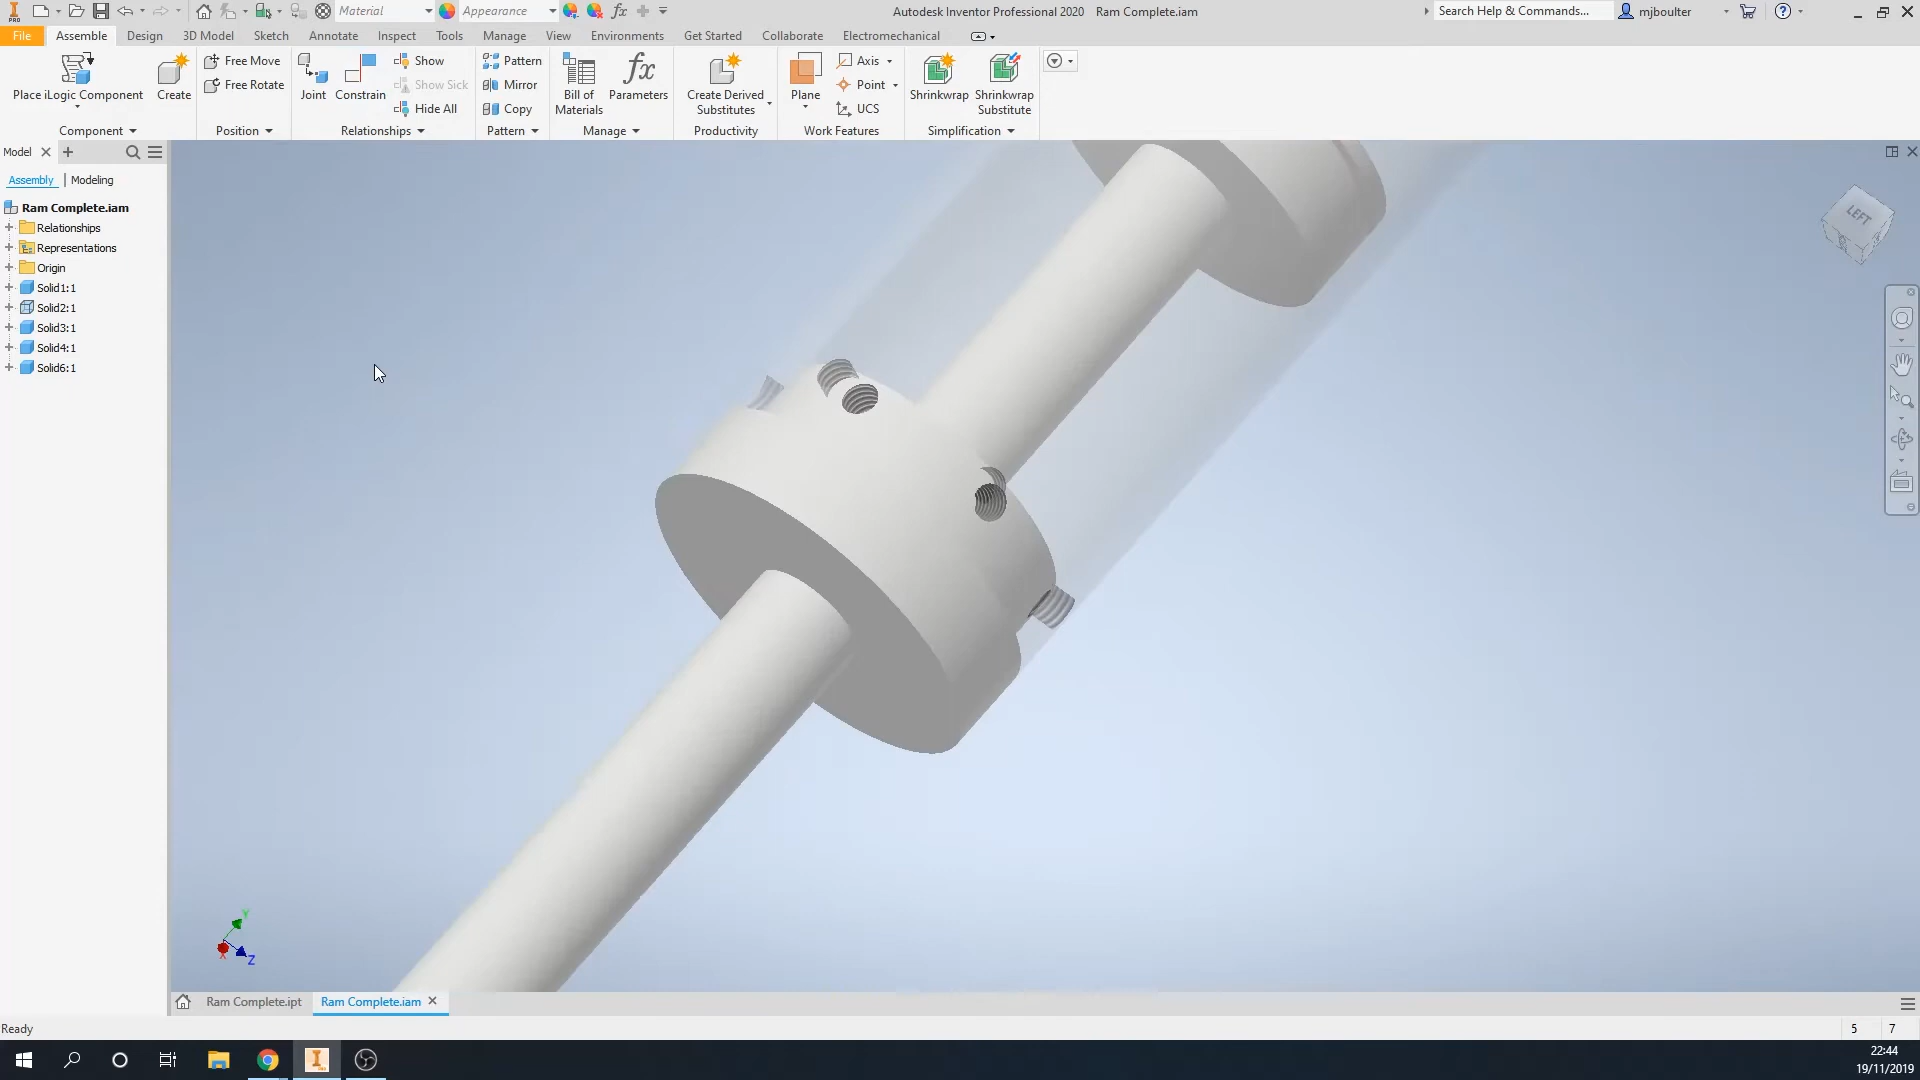 Material
Appearance
fx
Autodesk Inventor Professional 2020 Ram Complete.iam
Search Help & Commands...
mjboulter
File
Assemble
Design
3D Model
Sketch
Annotate
Inspect
Tools
Manage
View
Environments
Get Started
Collaborate
Electromechanical
Place iLogic Component
Create
Free Move
Free Rotate
Joint
Constrain
Show
Show Sick
Hide All
Pattern
Mirror
Copy
Bill of
Materials
fx
Parameters
Create Derived
Substitutes
Plane
Axis
Point
UCS
Shrinkwrap
Shrinkwrap
Substitute
Component
Position
Relationships
Pattern
Manage
Productivity
Work Features
Simplification
Model
Assembly
Modeling
Ram Complete.iam
Relationships
Representations
Origin
Solid1:1
Solid2:1
Solid3:1
Solid4:1
Solid6:1
LEFT
Y
X
Z
Ram Complete.ipt
Ram Complete.iam
Ready
5
7
22:44
19/11/2019